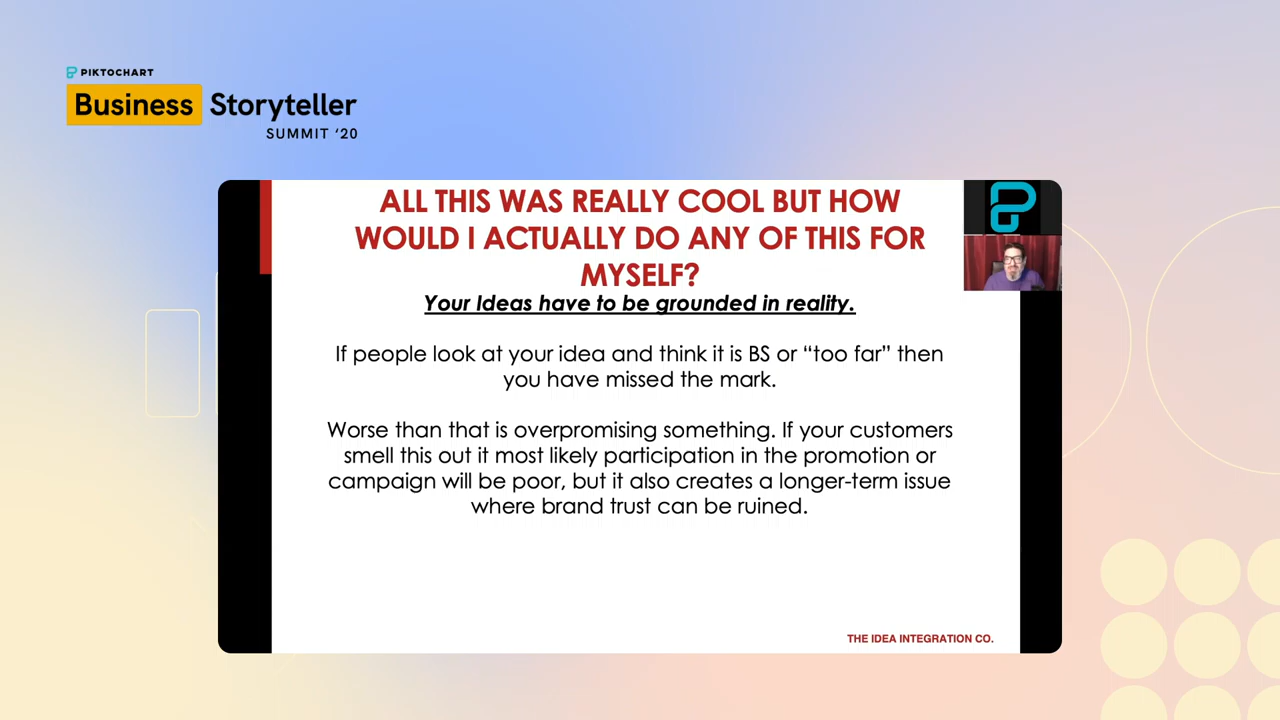 PIKTOCHART
Business Storyteller
SUMMIT ‘20
ALL THIS WAS REALLY COOL BUT HOW
WOULD I ACTUALLY DO ANY OF THIS FOR
MYSELF?
Your Ideas have to be grounded in reality.
If people look at your idea and think it is BS or “too far” then
you have missed the mark.
Worse than that is overpromising something. If your customers
smell this out it most likely participation in the promotion or
campaign will be poor, but it also creates a longer-term issue
where brand trust can be ruined.
THE IDEA INTEGRATION CO.